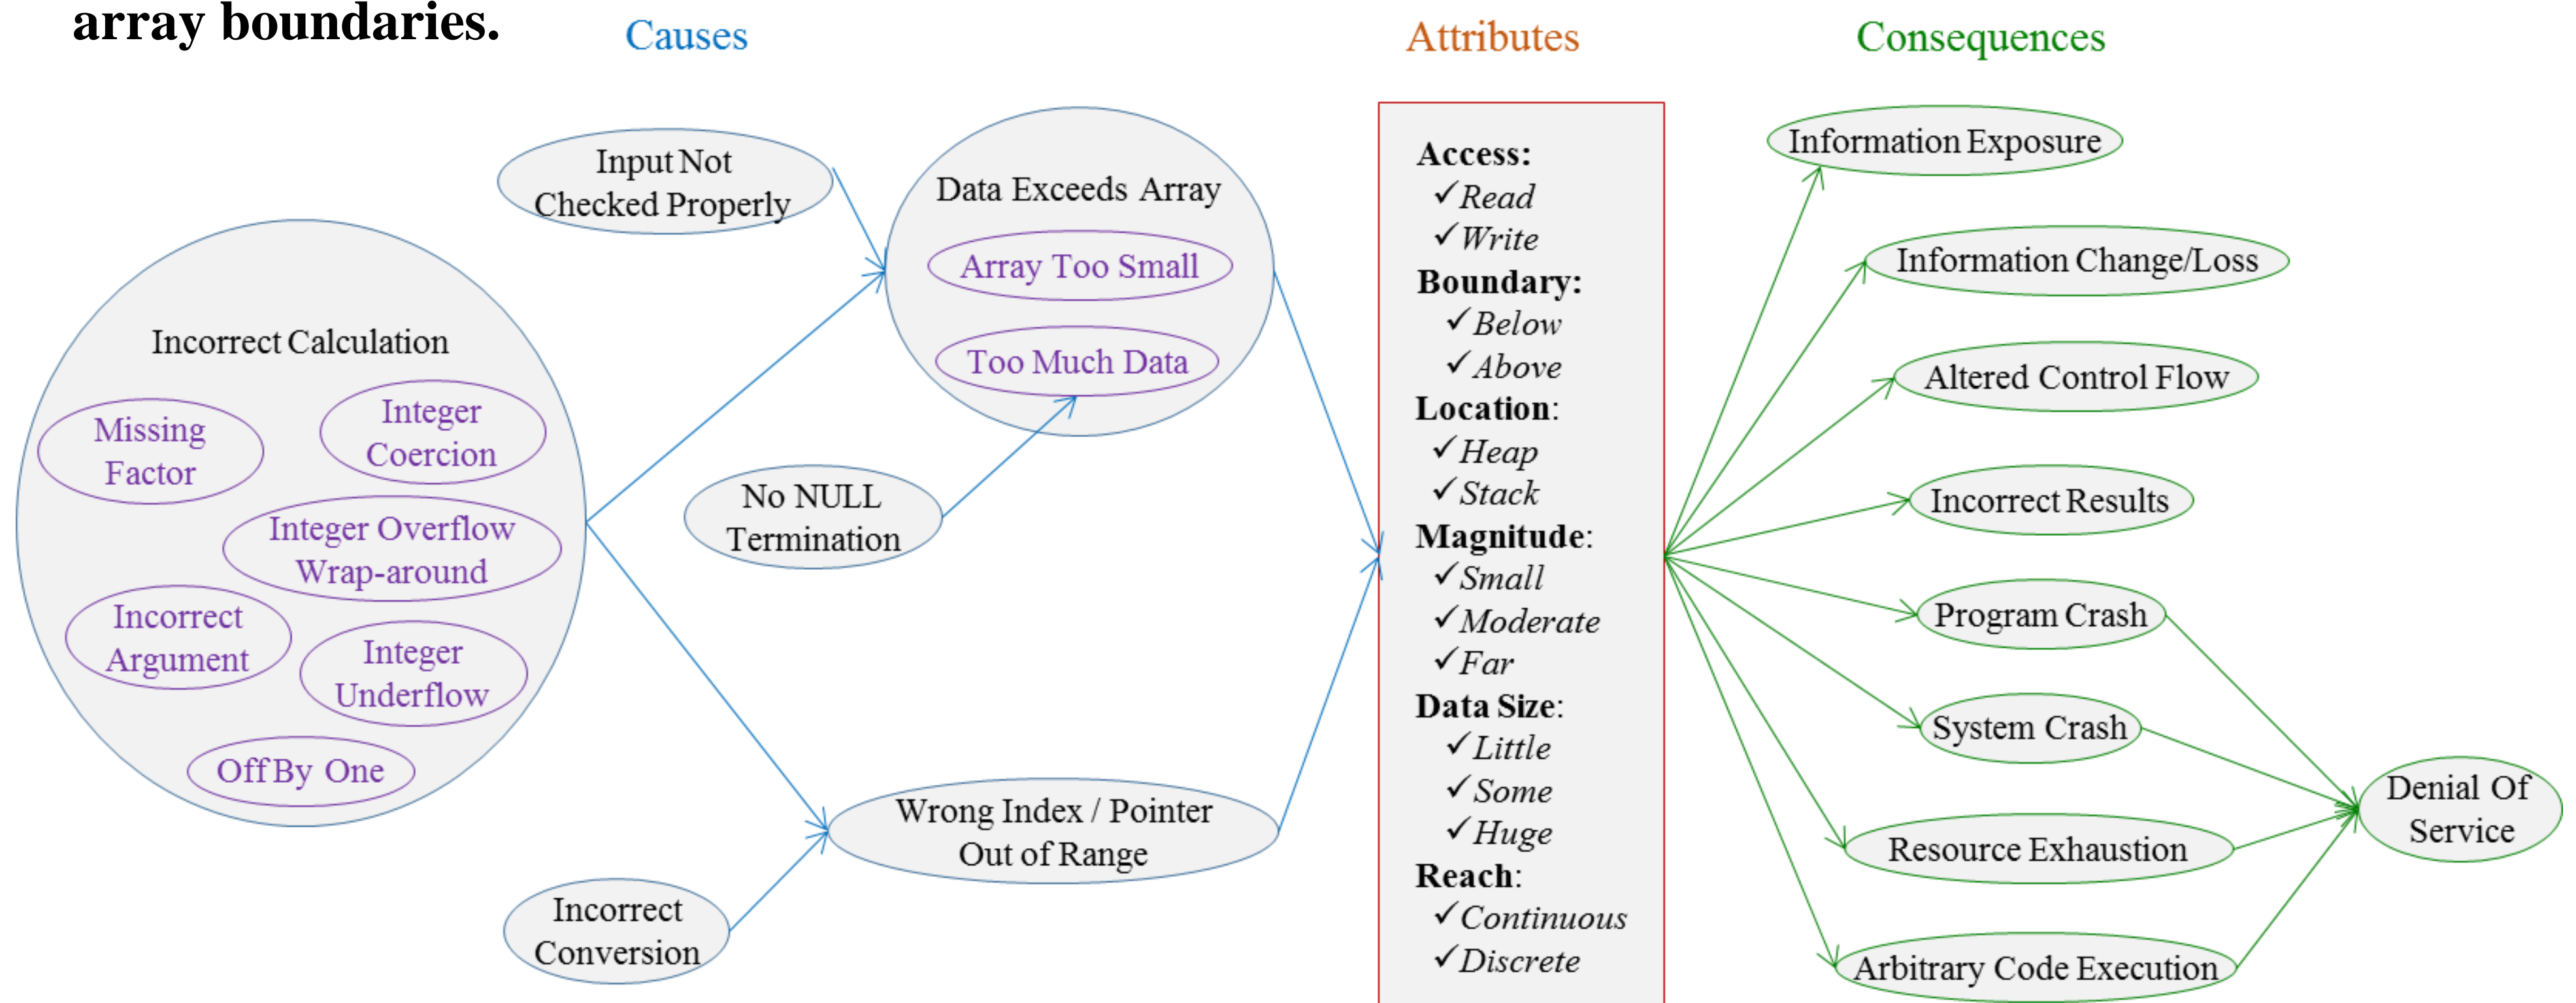 array boundaries.
Causes
Attributes
Consequences
Input Not
Checked Properly
Data Exceeds Array
Array Too Small
Too Much Data
Incorrect Calculation
Missing
Factor
Integer
Coercion
Integer Overflow
Wrap-around
Incorrect
Argument
Integer
Underflow
Off By One
No NULL
Termination
Wrong Index / Pointer
Out of Range
Incorrect
Conversion
Access:
✓Read
✓Write
Boundary:
✓Below
✓Above
Location:
✓Heap
✓Stack
Magnitude:
✓Small
✓Moderate
✓Far
Data Size:
✓Little
✓Some
✓Huge
Reach:
✓Continuous
✓Discrete
Information Exposure
Information Change/Loss
Altered Control Flow
Incorrect Results
Program Crash
System Crash
Resource Exhaustion
Arbitrary Code Execution
Denial Of
Service